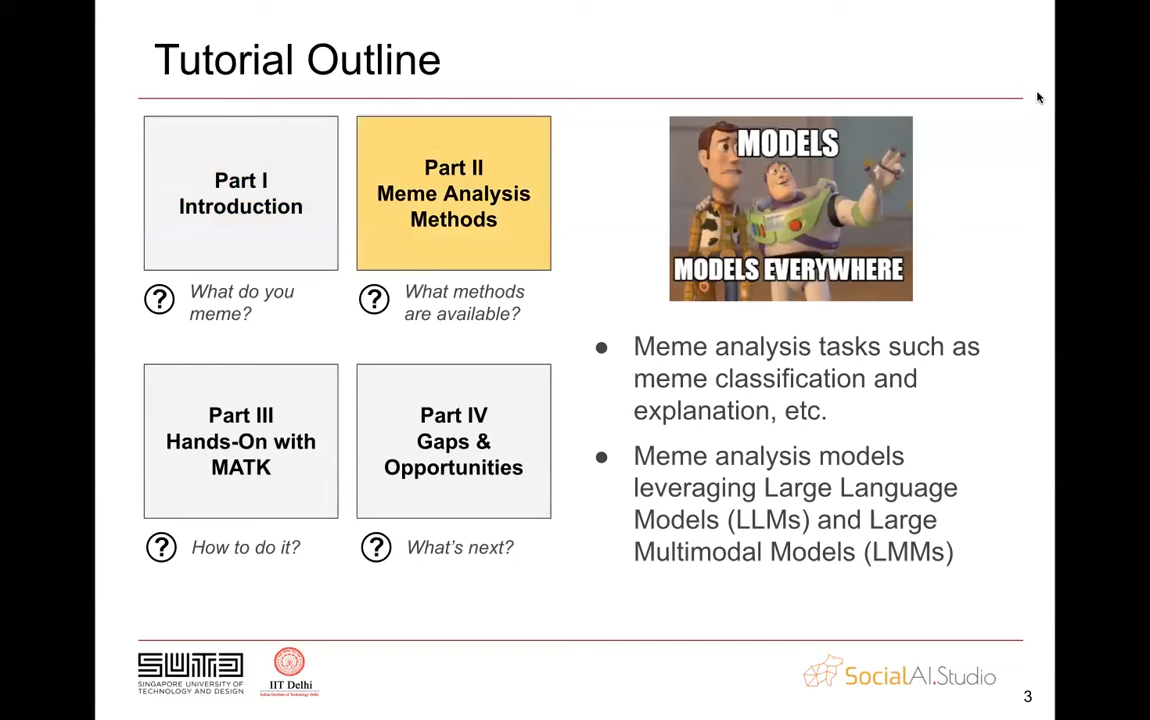 Tutorial Outline
Part I
Introduction
Part II
Meme Analysis
Methods
? What do you
meme?
? What methods
are available?
Part III
Hands-On with
MATK
Part IV
Gaps &
Opportunities
? How to do it?
? What's next?
MODELS
MODELS EVERYWHERE
● Meme analysis tasks such as
meme classification and
explanation, etc.
● Meme analysis models
leveraging Large Language
Models (LLMs) and Large
Multimodal Models (LMMs)
SUTD
SINGAPORE UNIVERSITY OF
TECHNOLOGY AND DESIGN
IIT Delhi
Indian Institute of Technology Delhi
SocialAI.Studio
3